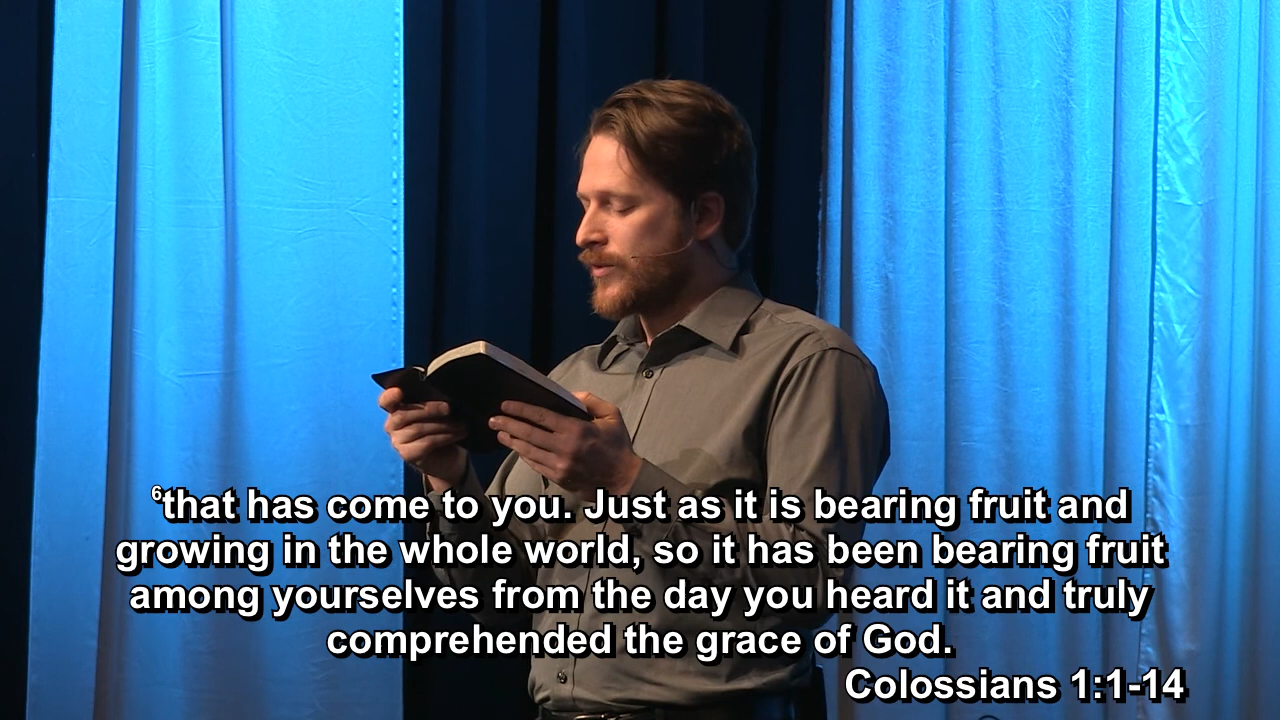 ⁶that has come to you. Just as it is bearing fruit and
growing in the whole world, so it has been bearing fruit
among yourselves from the day you heard it and truly
comprehended the grace of God.
Colossians 1:1-14